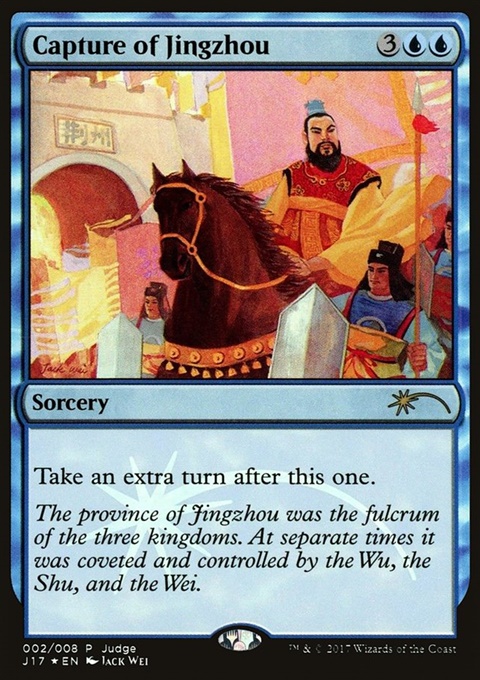 Capture of Jingzhou 3
荆州
Jack Wei
Sorcery
Take an extra turn after this one.
The province of Jingzhou was the fulcrum
of the three kingdoms. At separate times it
was coveted and controlled by the Wu, the
Shu, and the Wei.
002/008 P Judge
J17 ★ EN Jack Wei
™ & © 2017 Wizards of the Coast